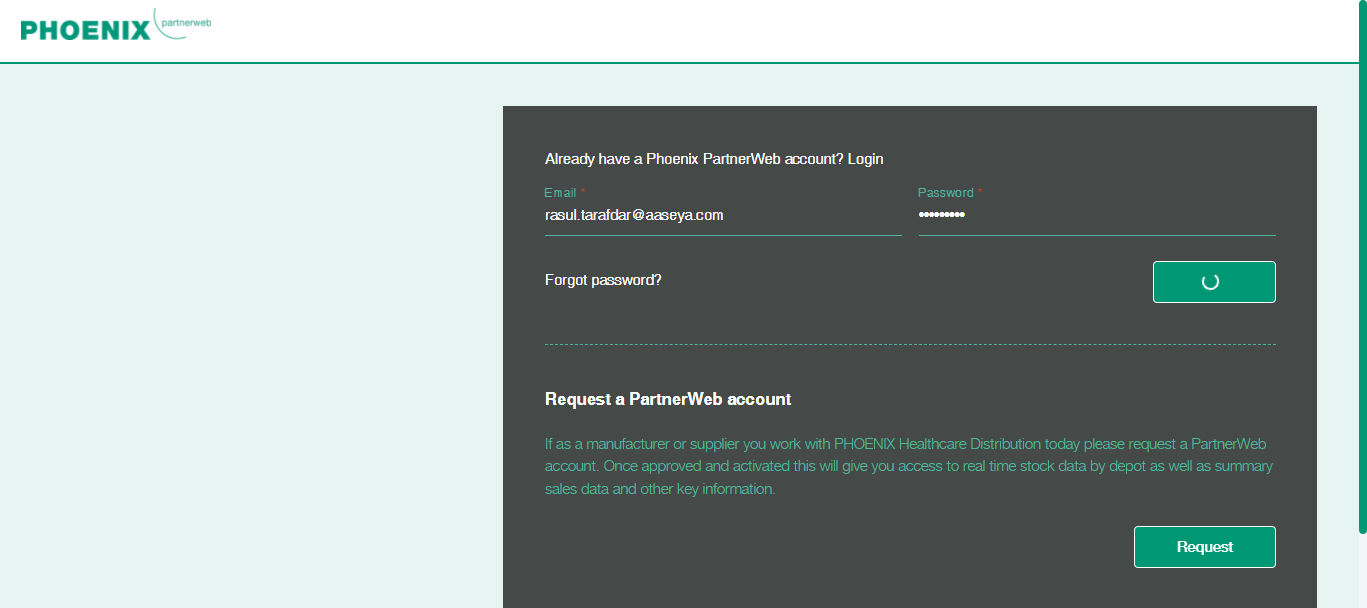 PHOENIX partnerweb
Already have a Phoenix PartnerWeb account? Login
Email * Password *
rasul.tarafdar@aaseya.com •••••••••
Forgot password?
Request a PartnerWeb account
If as a manufacturer or supplier you work with PHOENIX Healthcare Distribution today please request a PartnerWeb
account. Once approved and activated this will give you access to real time stock data by depot as well as summary
sales data and other key information.
Request